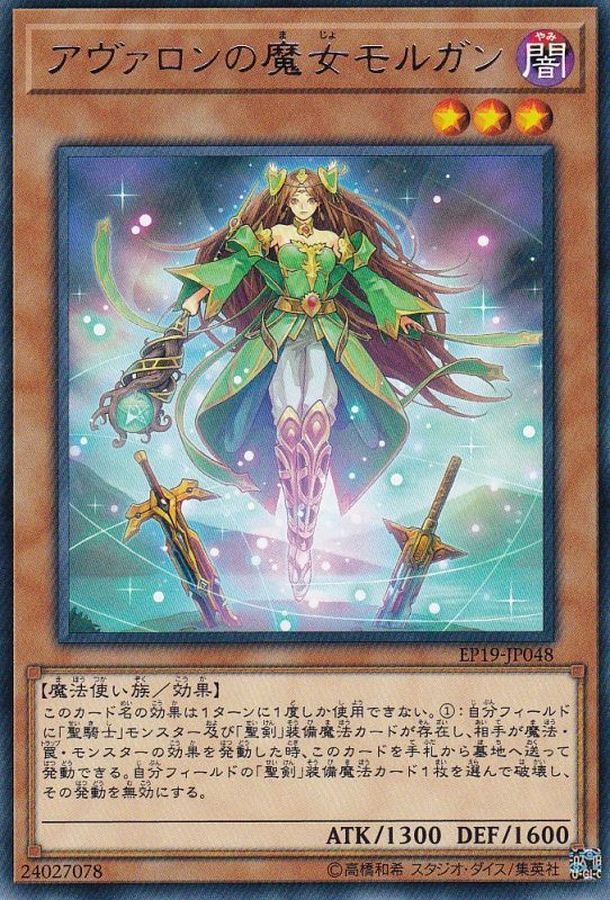 アヴァロンの魔女モルガン
闇
EP19-JP048
【魔法使い族/効果】
このカード名の効果は1ターンに1度しか使用できない。①:自分フィールド
に「聖騎士」モンスター及び「聖剣」装備魔法カードが存在し、相手が魔法・
罠・モンスターの効果を発動した時、このカードを手札から墓地へ送って
発動できる。自分フィールドの「聖剣」装備魔法カード1枚を選んで破壊し、
その発動を無効にする。
ATK/1300 DEF/1600
24027078
©高橋和希 スタジオ・ダイス/集英社